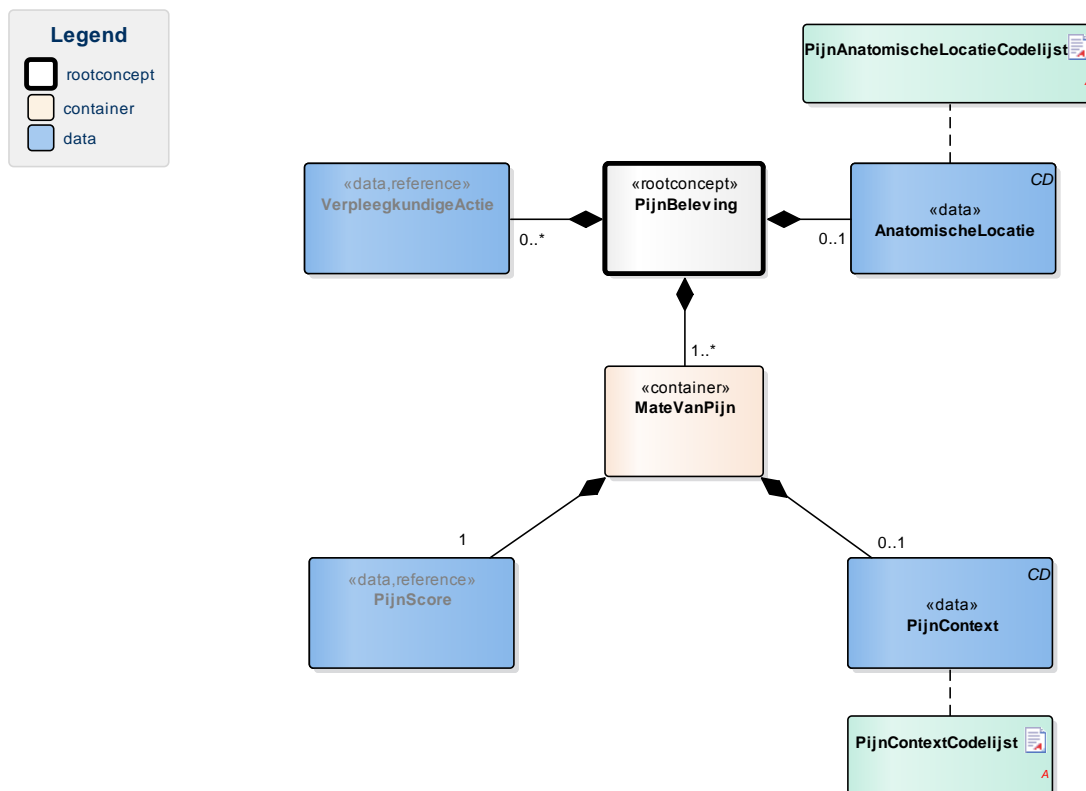 Legend
rootconcept
container
data
PijnAnatomischeLocatieCodelijst
«data,reference»
VerpleegkundigeActie
0..*
«rootconcept»
PijnBeleving
CD
«data»
AnatomischeLocatie
0..1
1..*
«container»
MateVanPijn
1
0..1
«data,reference»
PijnScore
CD
«data»
PijnContext
PijnContextCodelijst
A